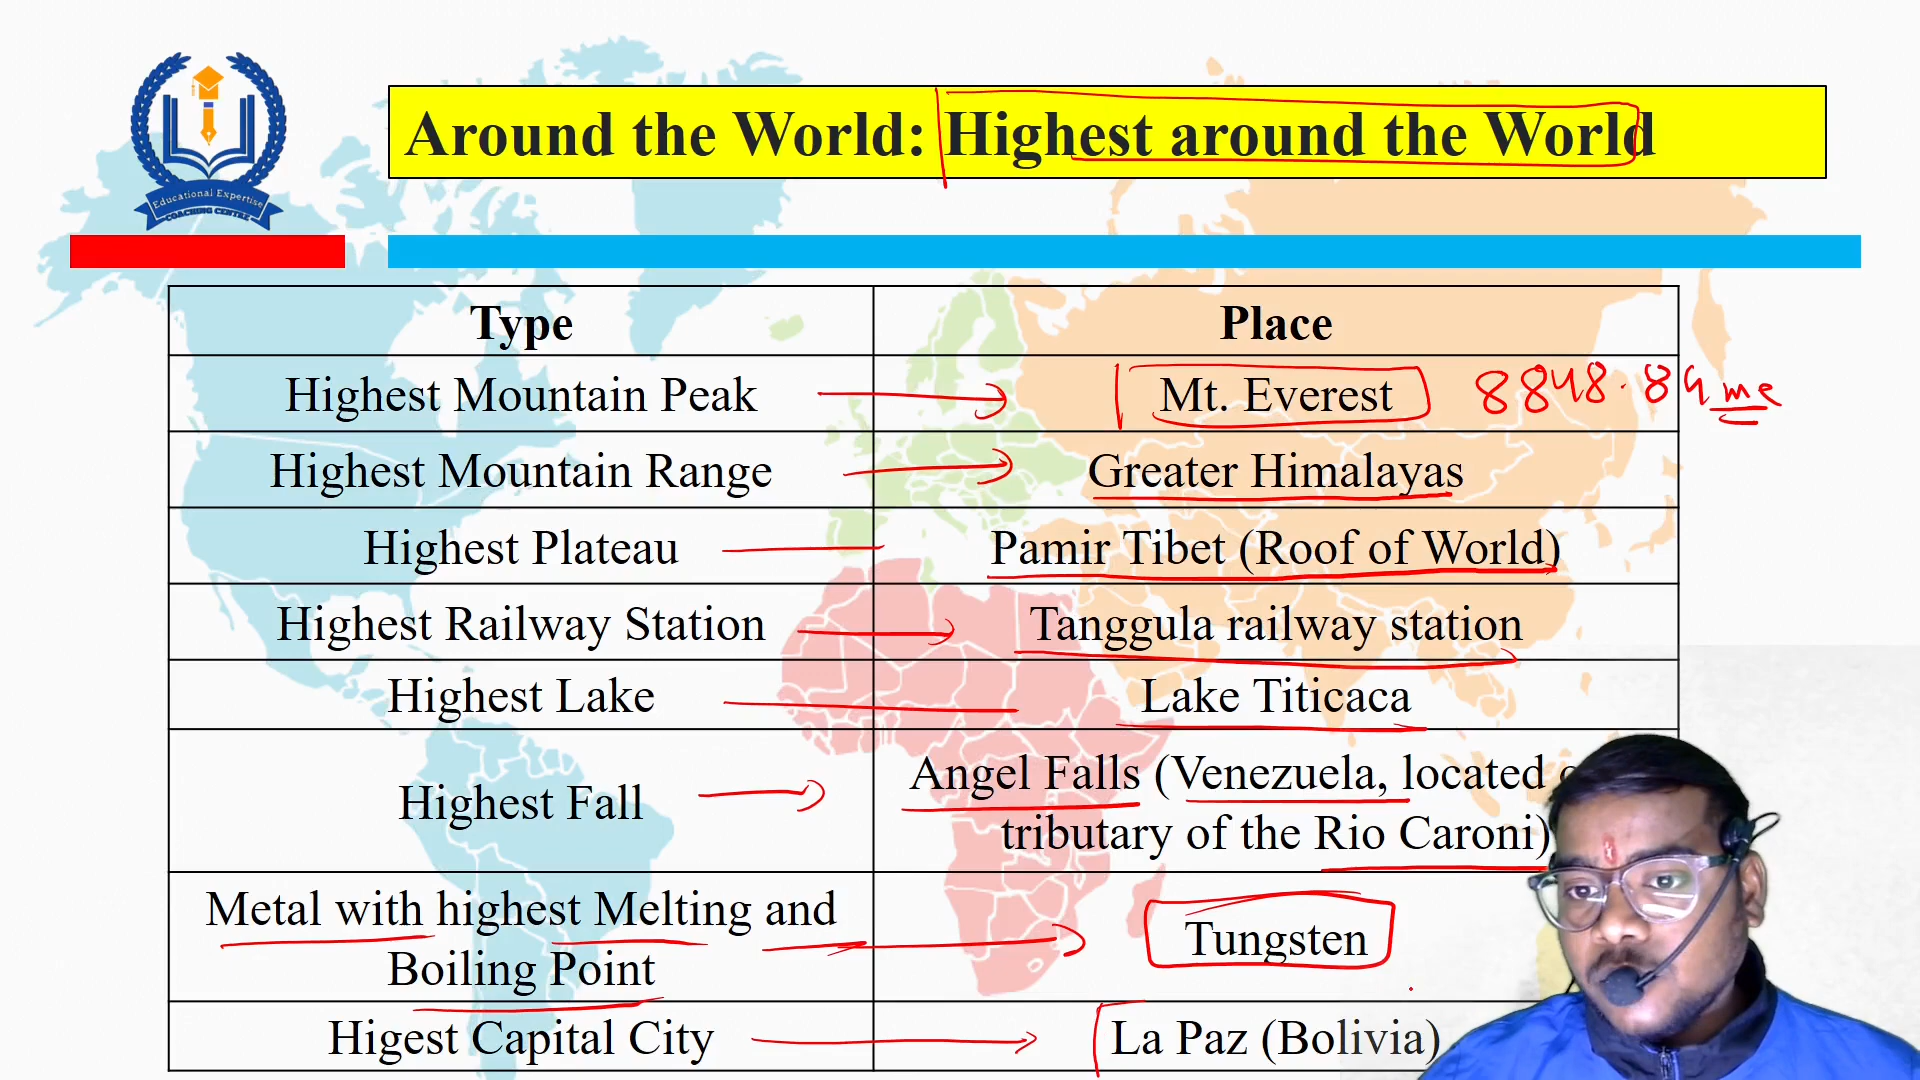 Around the World: Highest around the World
Educational Expertise
COACHING CENTRE
Type Place
Highest Mountain Peak Mt. Everest 8848.84 me
Highest Mountain Range Greater Himalayas
Highest Plateau Pamir Tibet (Roof of World)
Highest Railway Station Tanggula railway station
Highest Lake Lake Titicaca
Highest Fall Angel Falls (Venezuela, located
tributary of the Rio Caroni)
Metal with highest Melting and
Boiling Point Tungsten
Higest Capital City La Paz (Bolivia)